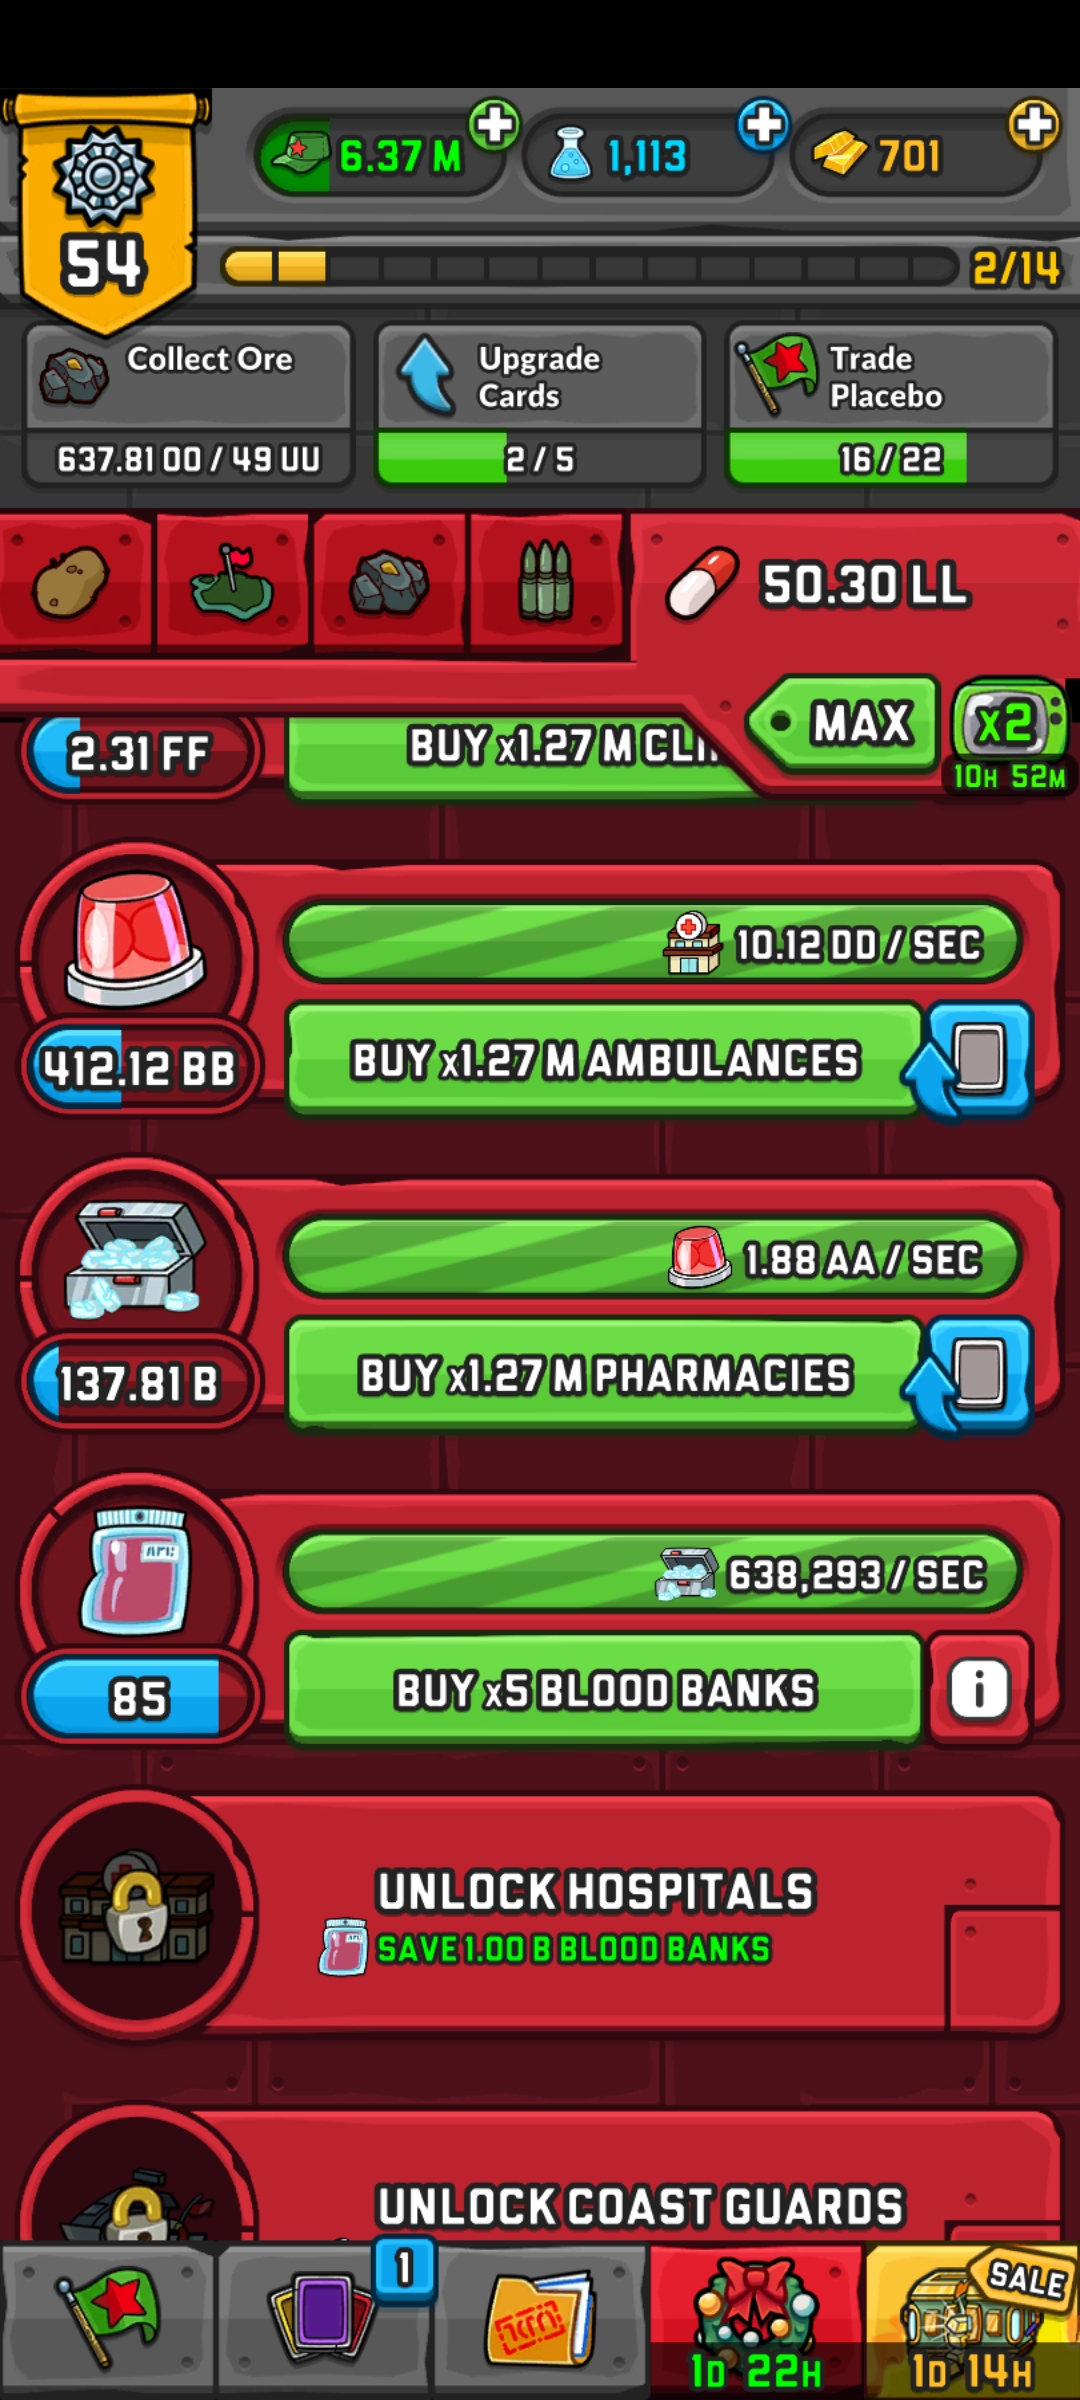 54
6.37 M
1,113
701
2/14
Collect Ore
637.81 OO / 49 UU
Upgrade
Cards
2 / 5
Trade
Placebo
16 / 22
50.30 LL
MAX
x2
10H 52M
2.31 FF
BUY x1.27 M
10.12 DD / SEC
412.12 BB
BUY x1.27 M AMBULANCES
1.88 AA / SEC
137.81 B
BUY x1.27 M PHARMACIES
638,293 / SEC
85
BUY x5 BLOOD BANKS
i
UNLOCK HOSPITALS
SAVE 1.00 B BLOOD BANKS
UNLOCK COAST GUARDS
1
SALE
1D 22H
1D 14H